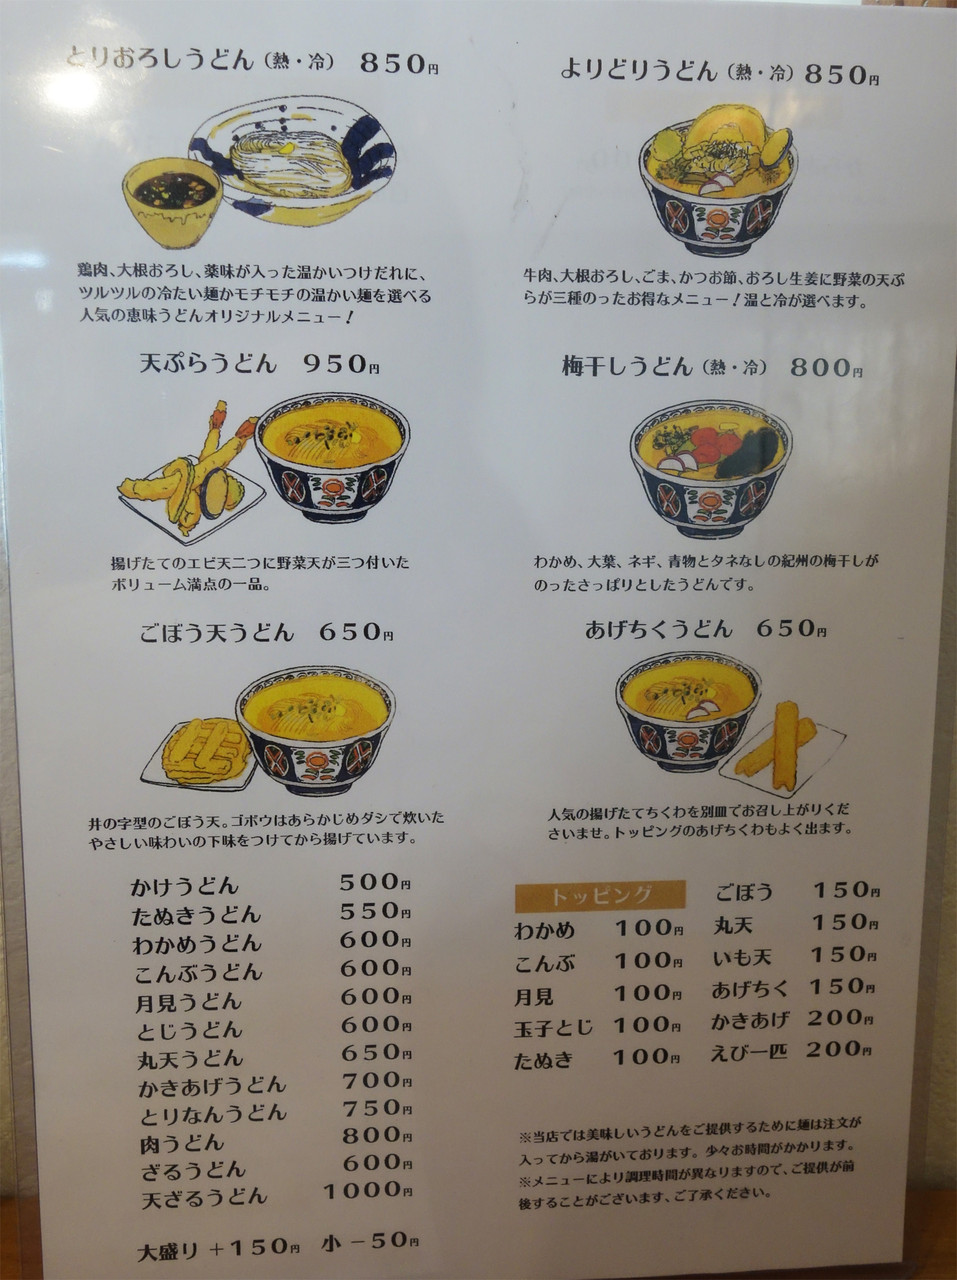 とりおろしうどん（熱・冷） 850円
鶏肉、大根おろし、薬味が入った温かいつけだれに、
ツルツルの冷たい麺かモチモチの温かい麺を選べる
人気の恵味うどんオリジナルメニュー！
よりどりうどん（熱・冷）850円
牛肉、大根おろし、ごま、かつお節、おろし生姜に野菜の天ぷ
らが三種のったお得なメニュー！温と冷が選べます。
天ぷらうどん 950円
揚げたてのエビ天二つに野菜天が三つ付いた
ボリューム満点の一品。
梅干しうどん（熱・冷） 800円
わかめ、大葉、ネギ、青物とタネなしの紀州の梅干しが
のったさっぱりとしたうどんです。
ごぼう天うどん 650円
井の字型のごぼう天。ゴボウはあらかじめダシで炊いた
やさしい味わいの下味をつけてから揚げています。
あげちくうどん 650円
人気の揚げたてちくわを別皿でお召し上がりくだ
さいませ。トッピングのあげちくわもよく出ます。
かけうどん 500円
たぬきうどん 550円
わかめうどん 600円
こんぶうどん 600円
月見うどん 600円
とじうどん 600円
丸天うどん 650円
かきあげうどん 700円
とりなんうどん 750円
肉うどん 800円
ざるうどん 600円
天ざるうどん 1000円
大盛り＋150円 小－50円
トッピング
わかめ 100円
こんぶ 100円
月見 100円
玉子とじ 100円
たぬき 100円
ごぼう 150円
丸天 150円
いも天 150円
あげちく 150円
かきあげ 200円
えび一匹 200円
※当店では美味しいうどんをご提供するために麺は注文が
入ってから湯がいております。少々お時間がかかります。
※メニューにより調理時間が異なりますので、ご提供が前
後することがございます、ご了承ください。